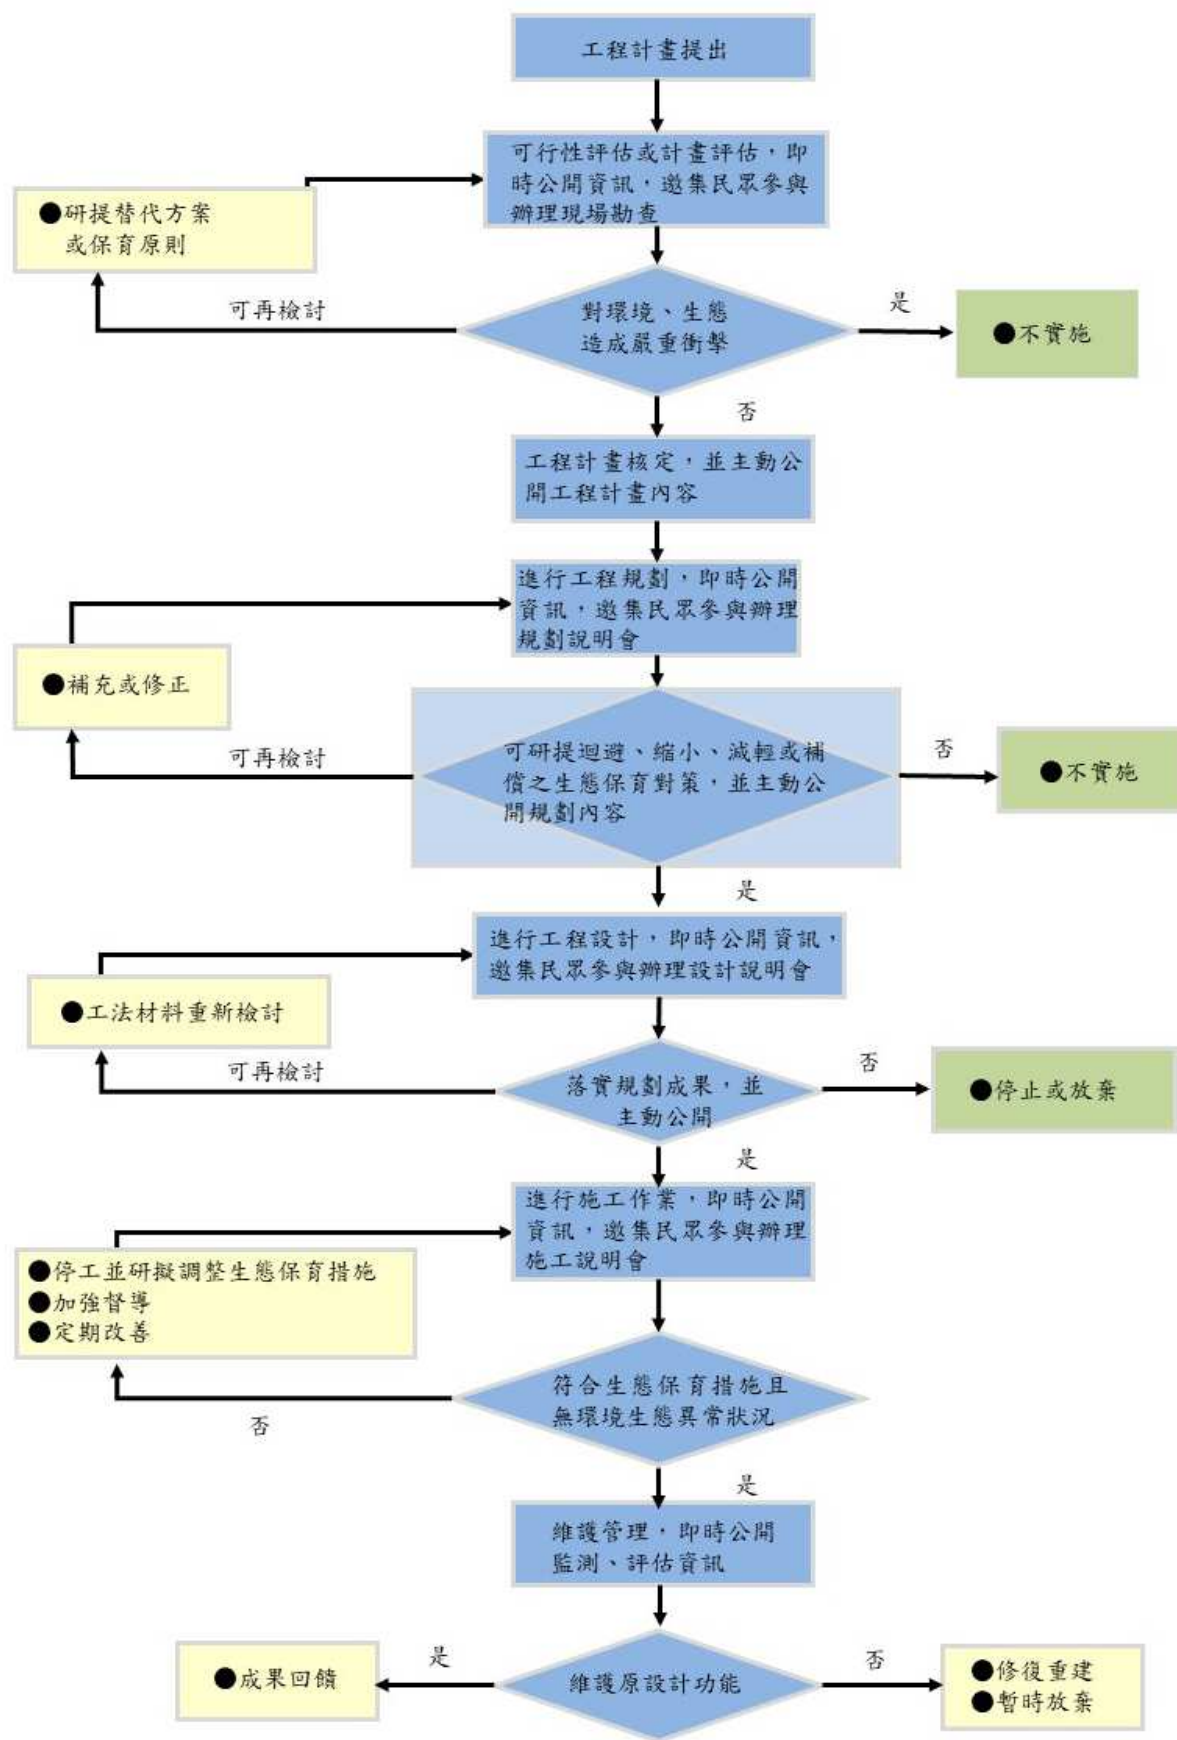 工程計畫提出
可行性評估或計畫評估，即
時公開資訊，邀集民眾參與
辦理現場勘查
●研提替代方案
或保育原則
可再檢討
對環境、生態
造成嚴重衝擊
是
●不實施
否
工程計畫核定，並主動公
開工程計畫內容
進行工程規劃，即時公開
資訊，邀集民眾參與辦理
規劃說明會
●補充或修正
可再檢討
可研提迴避、縮小、減輕或補
償之生態保育對策，並主動公
開規劃內容
否
●不實施
是
進行工程設計，即時公開資訊，
邀集民眾參與辦理設計說明會
●工法材料重新檢討
可再檢討
落實規劃成果，並
主動公開
否
●停止或放棄
是
進行施工作業，即時公開
資訊，邀集民眾參與辦理
施工說明會
●停工並研擬調整生態保育措施
●加強督導
●定期改善
否
符合生態保育措施且
無環境生態異常狀況
是
維護管理，即時公開
監測、評估資訊
●成果回饋
是
維護原設計功能
否
●修復重建
●暫時放棄